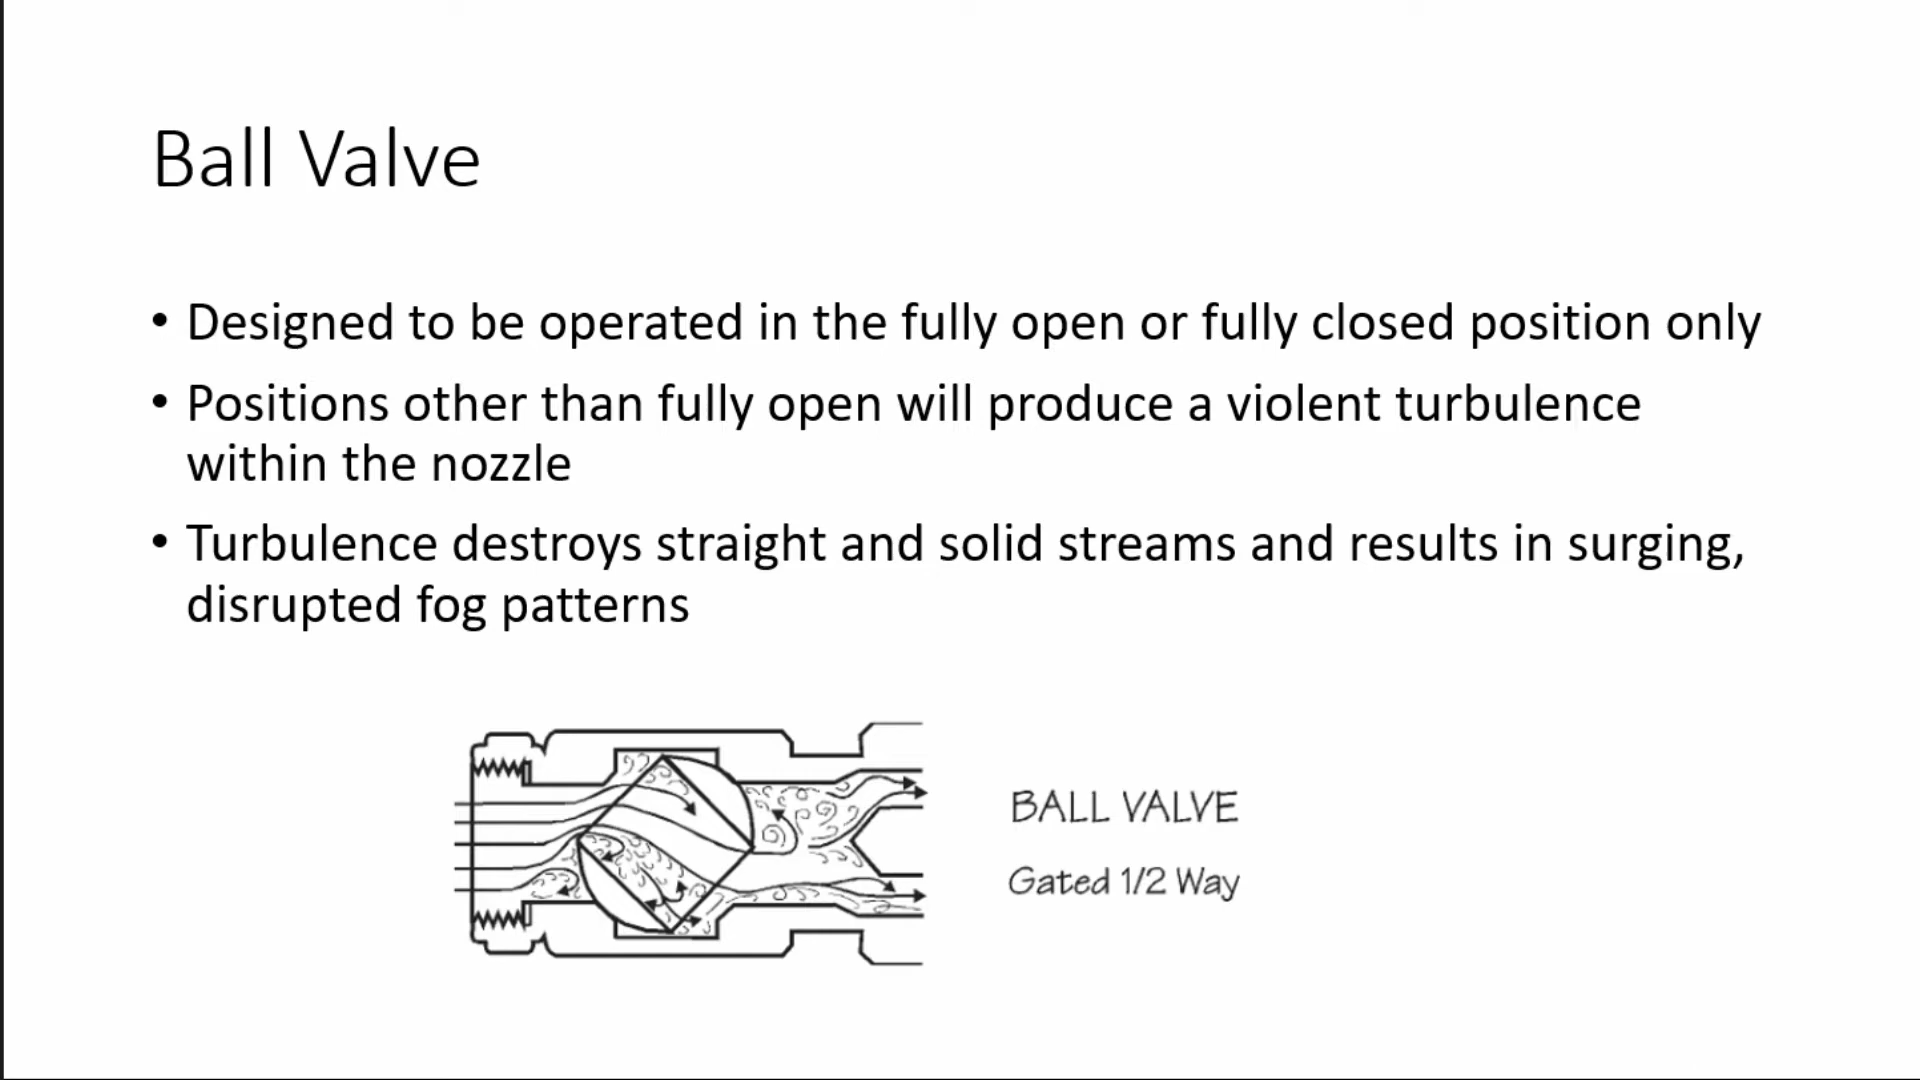 Ball Valve
• Designed to be operated in the fully open or fully closed position only
• Positions other than fully open will produce a violent turbulence
within the nozzle
• Turbulence destroys straight and solid streams and results in surging,
disrupted fog patterns
BALL VALVE
Gated 1/2 Way